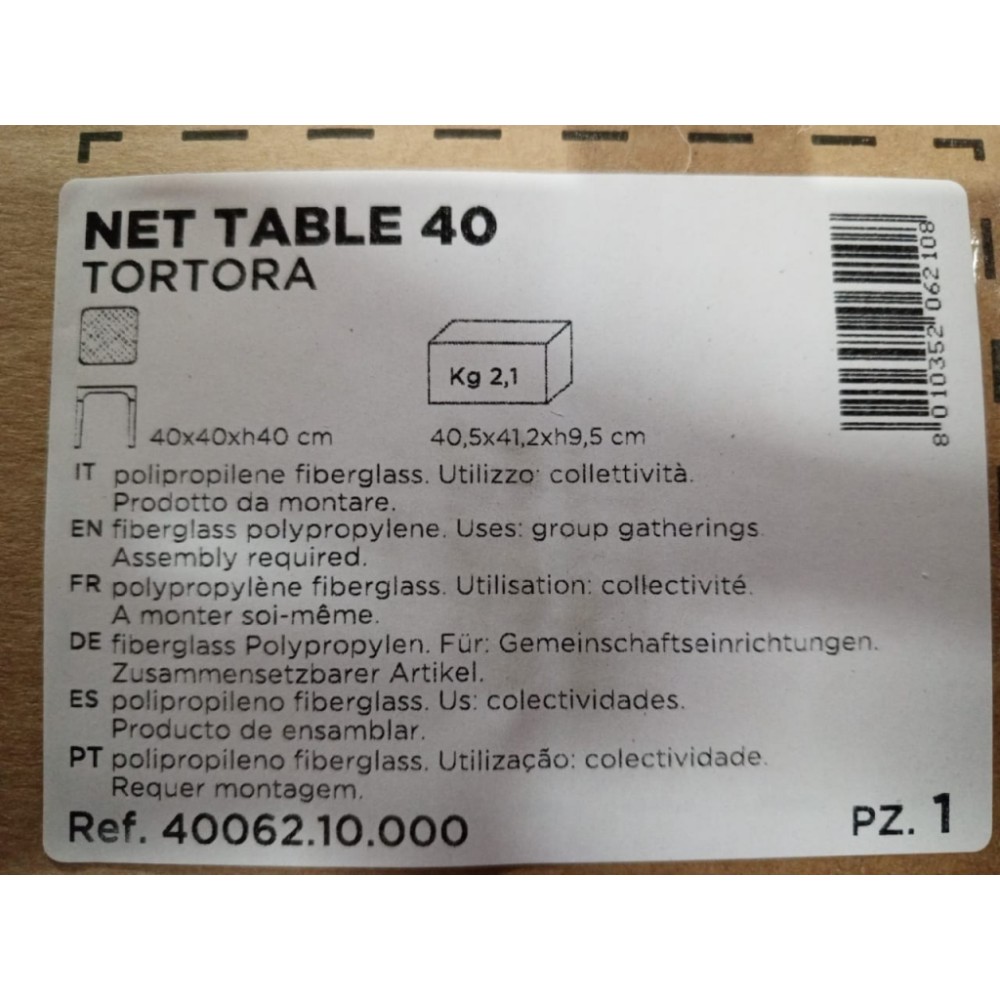 NET TABLE 40
TORTORA
Kg 2,1
40x40xh40 cm
40,5x41,2xh9,5 cm
8 010352 062108
IT polipropilene fiberglass. Utilizzo: collettività.
Prodotto da montare.
EN fiberglass polypropylene. Uses: group gatherings.
Assembly required.
FR polypropylène fiberglass. Utilisation: collectivité.
A monter soi-même.
DE fiberglass Polypropylen. Für: Gemeinschaftseinrichtungen.
Zusammensetzbarer Artikel.
ES polipropileno fiberglass. Us: colectividades.
Producto de ensamblar.
PT polipropileno fiberglass. Utilização: colectividade.
Requer montagem.
Ref. 40062.10.000
PZ. 1